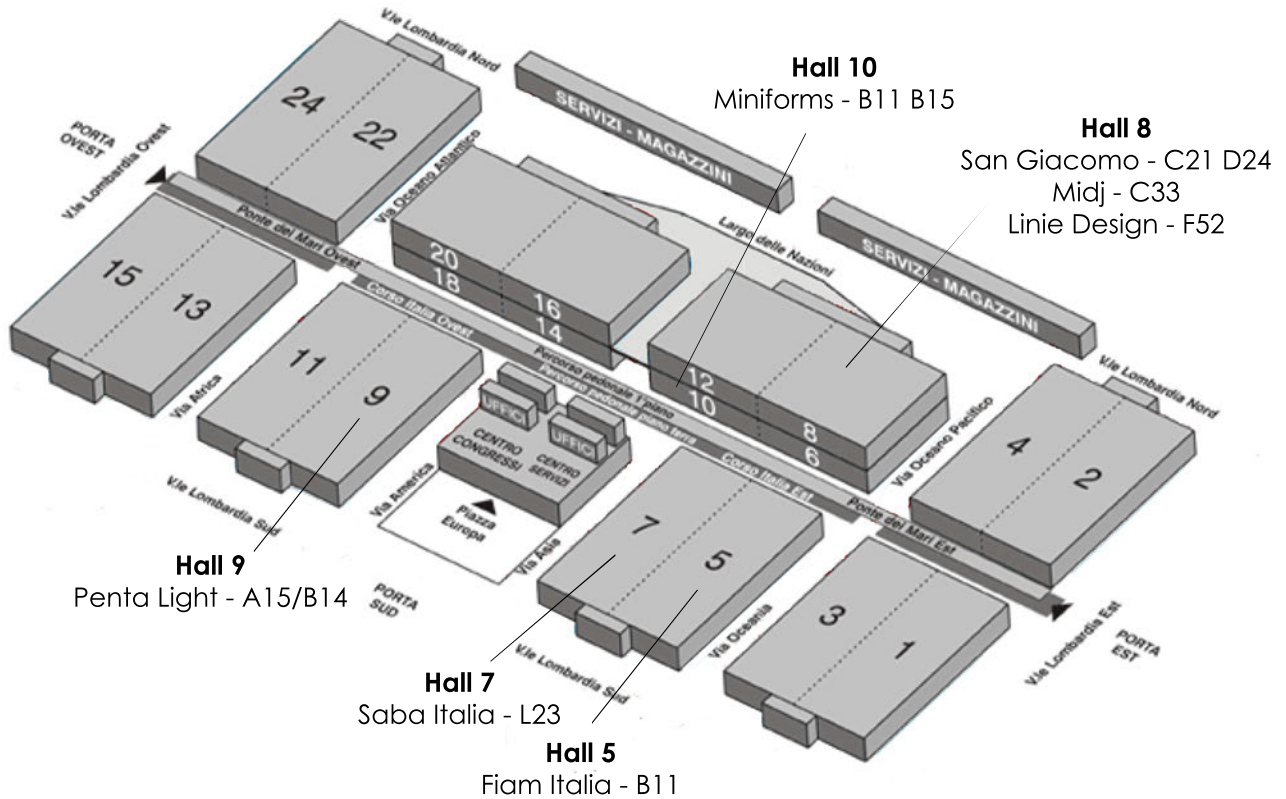 V.le Lombardia Nord
Hall 10
Miniforms - B11 B15
Hall 8
San Giacomo - C21 D24
Midj - C33
Linie Design - F52
SERVIZI - MAGAZZINI
24
22
PORTA
OVEST
V.le Lombardia Ovest
Via Oceano Atlantico
Ponte dei Mari Ovest
Largo delle Nazioni
SERVIZI - MAGAZZINI
20
18
16
14
15
13
Corso Italia Ovest
11
9
Percorso pedonale 1°piano
Percorso pedonale piano terra
12
10
8
6
V.le Lombardia Nord
Via Africa
UFFICI
UFFICI
CENTRO
CONGRESSI
CENTRO
SERVIZI
Corso Italia Est
Via Oceano Pacifico
4
2
Via America
Piazza
Europa
Via Asia
Ponte dei Mari Est
V.le Lombardia Sud
7
5
Hall 9
Penta Light - A15/B14
PORTA
SUD
Via Oceania
3
1
V.le Lombardia Est
PORTA
EST
V.le Lombardia Sud
Hall 7
Saba Italia - L23
Hall 5
Fiam Italia - B11